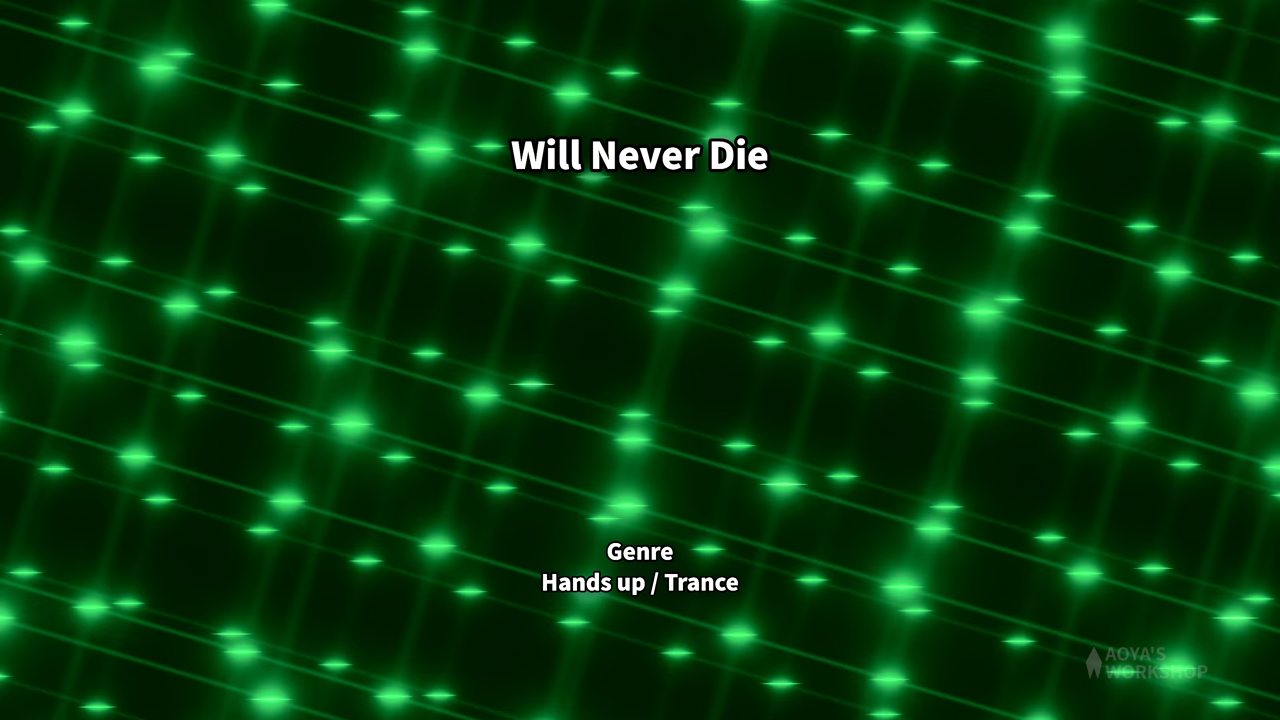 Will Never Die
Genre
Hands up / Trance
AOYA'S
WORKSHOP